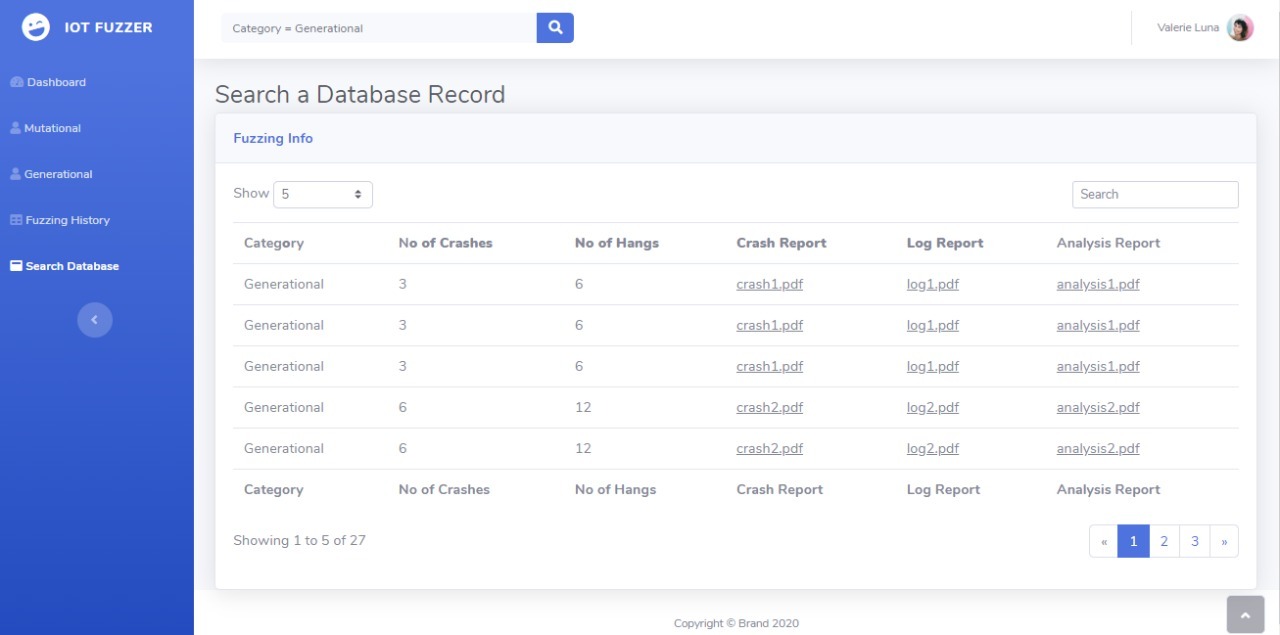 IOT FUZZER
Category = Generational
Valerie Luna
Dashboard
Mutational
Generational
Fuzzing History
Search Database
Search a Database Record
Fuzzing Info
Show 5
Search
Category No of Crashes No of Hangs Crash Report Log Report Analysis Report
Generational 3 6 crash1.pdf log1.pdf analysis1.pdf
Generational 3 6 crash1.pdf log1.pdf analysis1.pdf
Generational 3 6 crash1.pdf log1.pdf analysis1.pdf
Generational 6 12 crash2.pdf log2.pdf analysis2.pdf
Generational 6 12 crash2.pdf log2.pdf analysis2.pdf
Category No of Crashes No of Hangs Crash Report Log Report Analysis Report
Showing 1 to 5 of 27
« 1 2 3 »
Copyright © Brand 2020